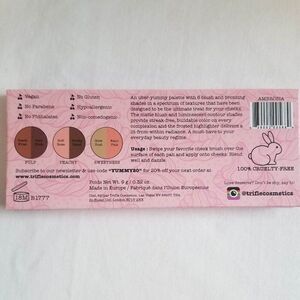 Vegan
No Parabens
No Phthalates
No Gluten
Hypoallergenic
Non-comedogenic
An uber-yummy palette with 6 blush and bronzing
shades in a spectrum of textures that have been
designed to be the ultimate treat for your cheeks.
The matte blush and luminescent contour shades
provide streak free, buildable color on every
complexion and the frosted highlighter delivers a
lit from within radiance. A must-have to your
everyday beauty regime.
Usage : Swipe your favorite cheek brush over the
surface of each pan and apply onto cheeks. Blend
well and dazzle.
AMBROSIA
PULP
PEACHY
SWEETNESS
Subscribe to our newsletter & use code "YUMMY20" for 20% off your next order at
www.triflecosmetics.com
Poids Net Wt. 9 g / 0.32 oz.
Made in Europe / Fabriqué dans l'Union Européenne
18M
B1777
100% CRUELTY-FREE
@triflecosmetics